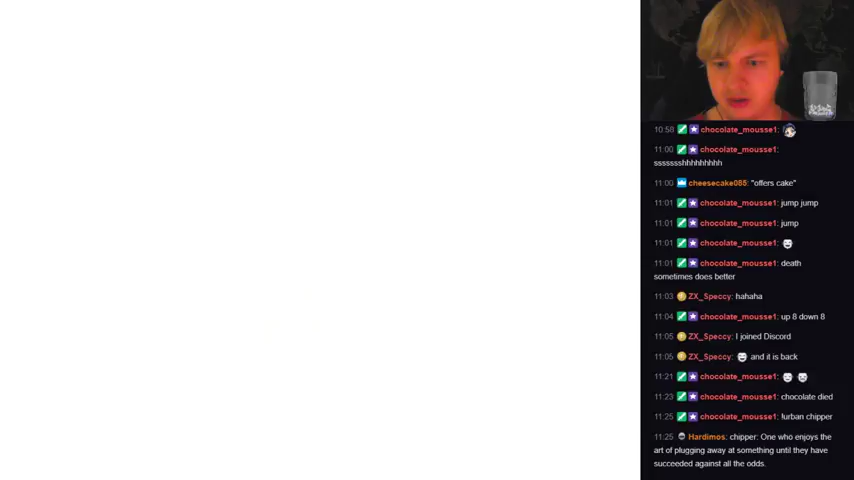 10:58 chocolate_mousse1:
11:00 chocolate_mousse1:
ssssssshhhhhhhhh
11:00 cheesecake085: "offers cake"
11:01 chocolate_mousse1: jump jump
11:01 chocolate_mousse1: jump
11:01 chocolate_mousse1:
11:01 chocolate_mousse1: death
sometimes does better
11:03 ZX_Speccy: hahaha
11:04 chocolate_mousse1: up 8 down 8
11:05 ZX_Speccy: I joined Discord
11:05 ZX_Speccy: and it is back
11:21 chocolate_mousse1:
11:23 chocolate_mousse1: chocolate died
11:25 chocolate_mousse1: !urban chipper
11:25 Hardimos: chipper: One who enjoys the
art of plugging away at something until they have
succeeded against all the odds.